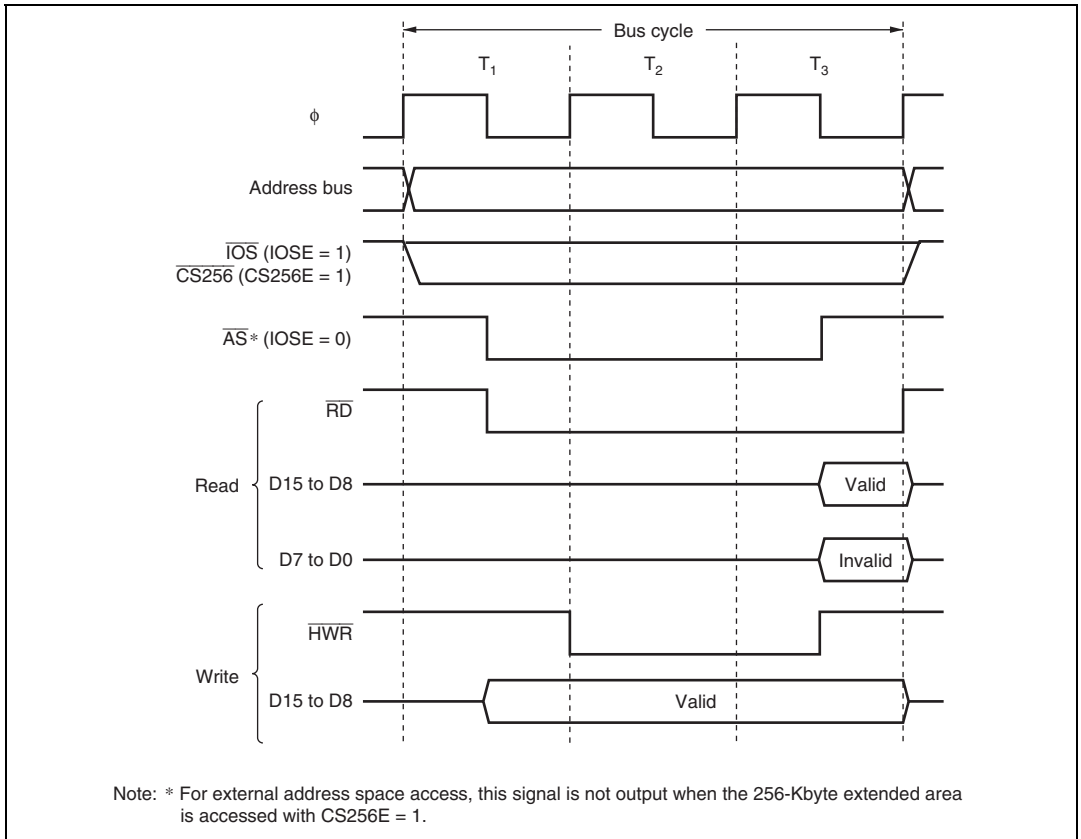 Bus cycle
T1 T2 T3
ϕ
Address bus
IOS (IOSE = 1)
CS256 (CS256E = 1)
AS* (IOSE = 0)
RD
Read
D15 to D8
Valid
D7 to D0
Invalid
HWR
Write
D15 to D8
Valid
Note: * For external address space access, this signal is not output when the 256-Kbyte extended area
is accessed with CS256E = 1.